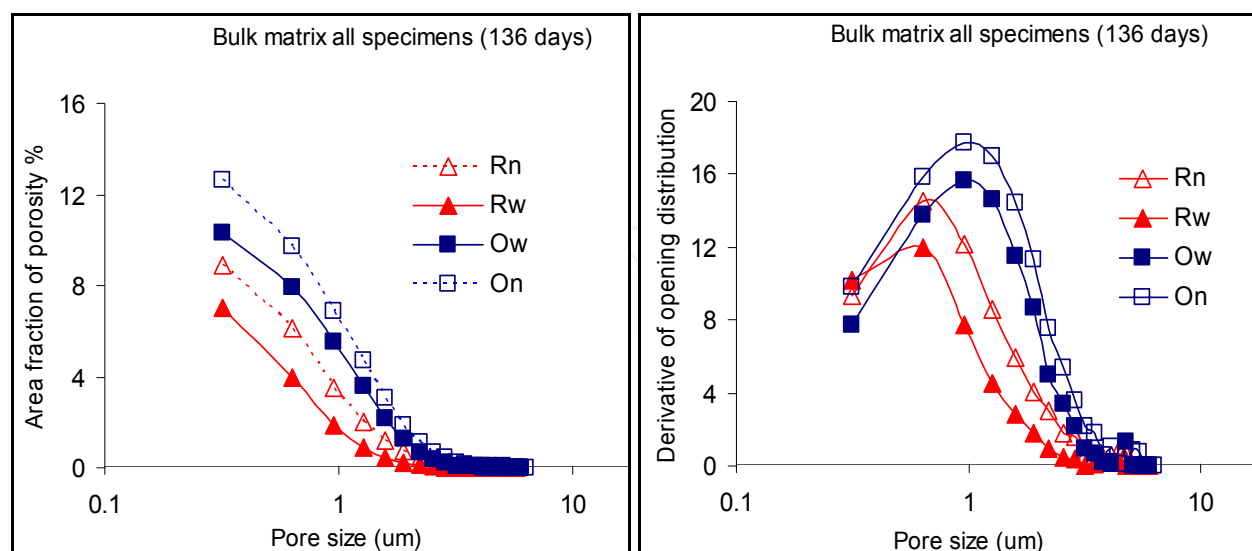 Bulk matrix all specimens (136 days)
Area fraction of porosity %
16
12
8
4
0
0.1
1
10
Pore size (um)
Rn
Rw
Ow
On
Bulk matrix all specimens (136 days)
Derivative of opening distribution
20
16
12
8
4
0
0.1
1
10
Pore size (um)
Rn
Rw
Ow
On